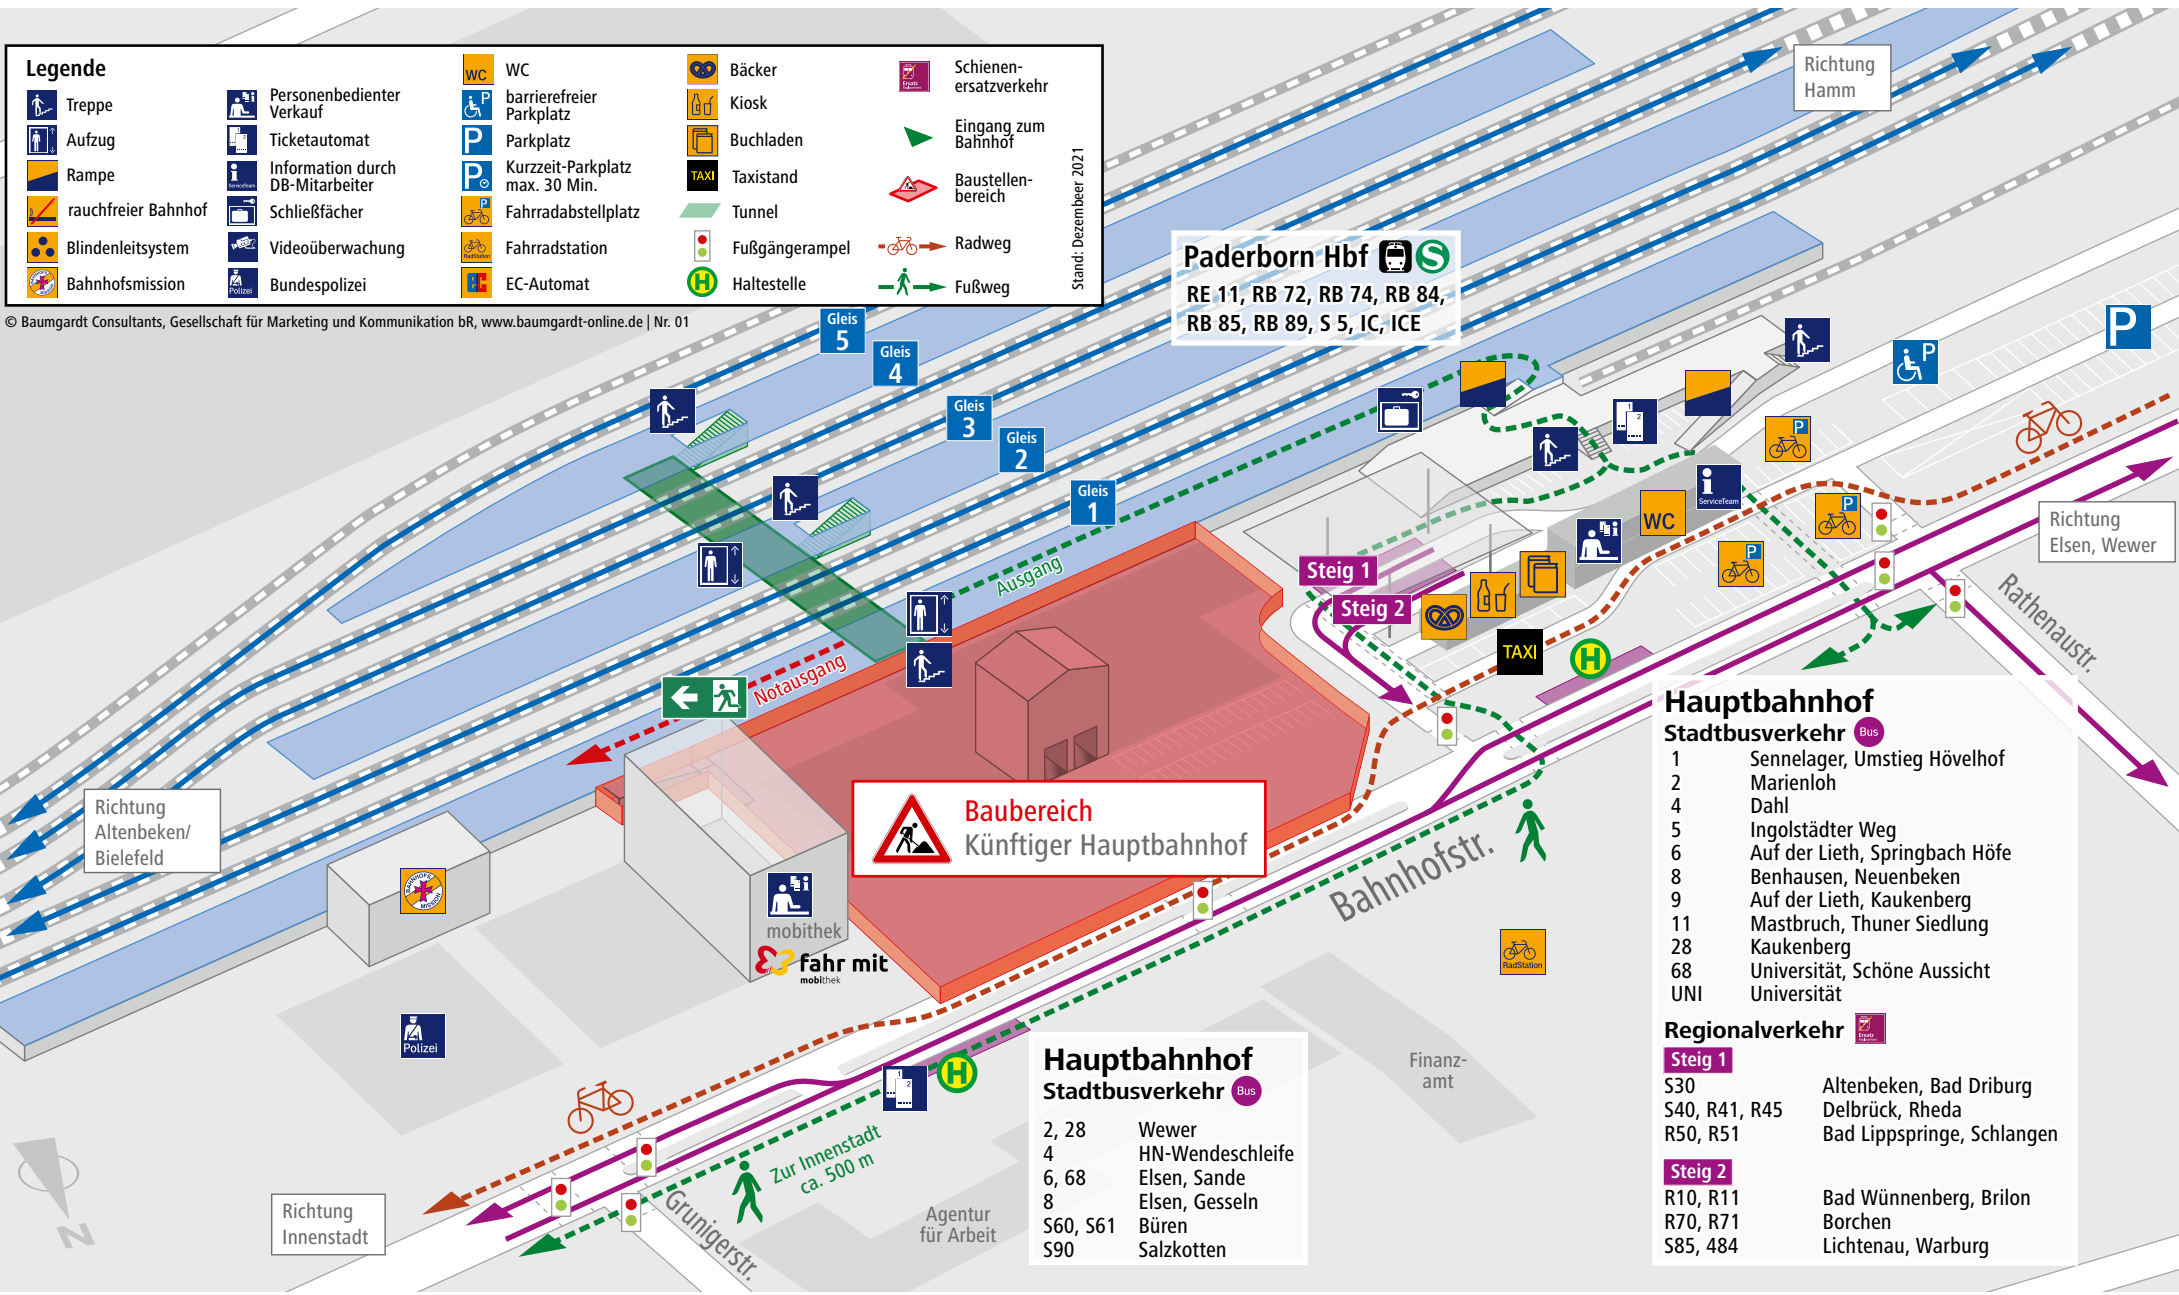 Legende
Treppe
Aufzug
Rampe
rauchfreier Bahnhof
Blindenleitsystem
Bahnhofsmission
Personenbedienter
Verkauf
Ticketautomat
Information durch
DB-Mitarbeiter
Schließfächer
Videoüberwachung
Bundespolizei
WC
WC
barrierefreier
Parkplatz
Parkplatz
Kurzzeit-Parkplatz
max. 30 Min.
Fahrradabstellplatz
Fahrradstation
EC-Automat
Bäcker
Kiosk
Buchladen
TAXI
Taxistand
Tunnel
Fußgängerampel
H
Haltestelle
Schienen-
ersatzverkehr
Eingang zum
Bahnhof
Baustellen-
bereich
Radweg
Fußweg
Stand: Dezembeer 2021
© Baumgardt Consultants, Gesellschaft für Marketing und Kommunikation bR, www.baumgardt-online.de | Nr. 01
Richtung
Hamm
Paderborn Hbf S
RE 11, RB 72, RB 74, RB 84,
RB 85, RB 89, S 5, IC, ICE
Gleis
5
Gleis
4
Gleis
3
Gleis
2
Gleis
1
P
P
P
P
P
Ausgang
Notausgang
Steig 1
Steig 2
WC
ServiceTeam
TAXI
H
Richtung
Elsen, Wewer
Rathenaustr.
Richtung
Altenbeken/
Bielefeld
Baubereich
Künftiger Hauptbahnhof
Bahnhofstr.
BAHNHOFS
MISSION
mobithek
fahr mit
mobithek
Polizei
RadStation
Finanz-
amt
H
Zur Innenstadt
ca. 500 m
Grunigerstr.
Agentur
für Arbeit
Richtung
Innenstadt
N
Hauptbahnhof
Stadtbusverkehr Bus
2, 28 Wewer
4 HN-Wendeschleife
6, 68 Elsen, Sande
8 Elsen, Gesseln
S60, S61 Büren
S90 Salzkotten
Hauptbahnhof
Stadtbusverkehr Bus
1 Sennelager, Umstieg Hövelhof
2 Marienloh
4 Dahl
5 Ingolstädter Weg
6 Auf der Lieth, Springbach Höfe
8 Benhausen, Neuenbeken
9 Auf der Lieth, Kaukenberg
11 Mastbruch, Thuner Siedlung
28 Kaukenberg
68 Universität, Schöne Aussicht
UNI Universität
Regionalverkehr
Steig 1
S30 Altenbeken, Bad Driburg
S40, R41, R45 Delbrück, Rheda
R50, R51 Bad Lippspringe, Schlangen
Steig 2
R10, R11 Bad Wünnenberg, Brilon
R70, R71 Borchen
S85, 484 Lichtenau, Warburg